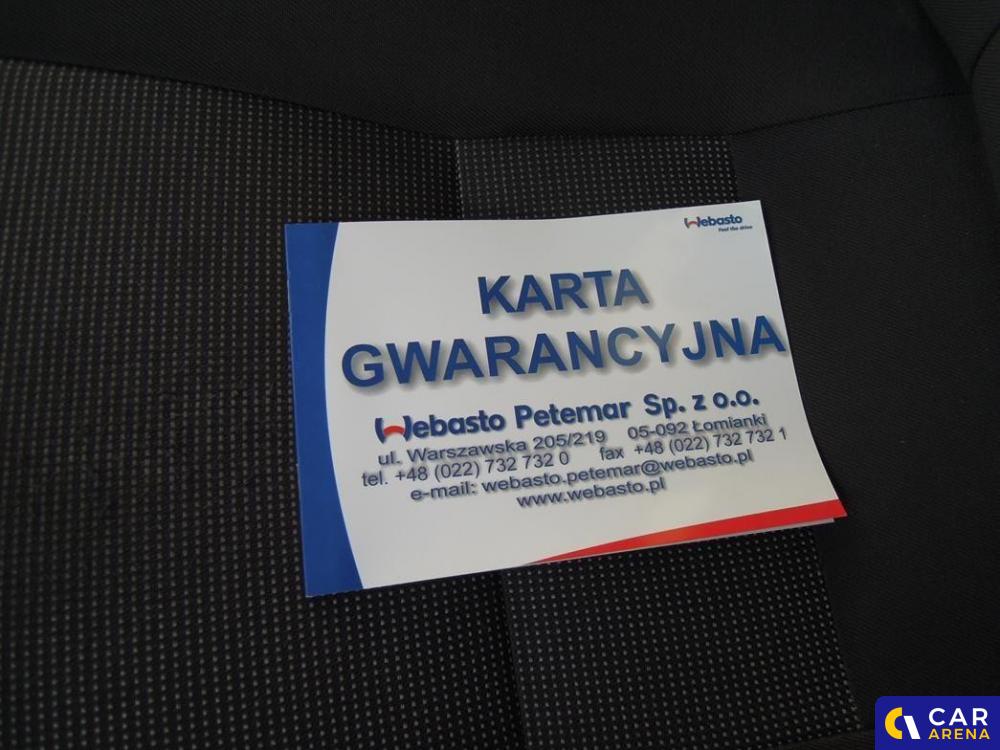 Webasto
Feel the drive
KARTA
GWARANCYJNA
Webasto Petemar Sp. z o.o.
ul. Warszawska 205/219 05-092 Łomianki
tel. +48 (022) 732 732 0 fax +48 (022) 732 732 1
e-mail: webasto.petemar@webasto.pl
www.webasto.pl
CAR
ARENA